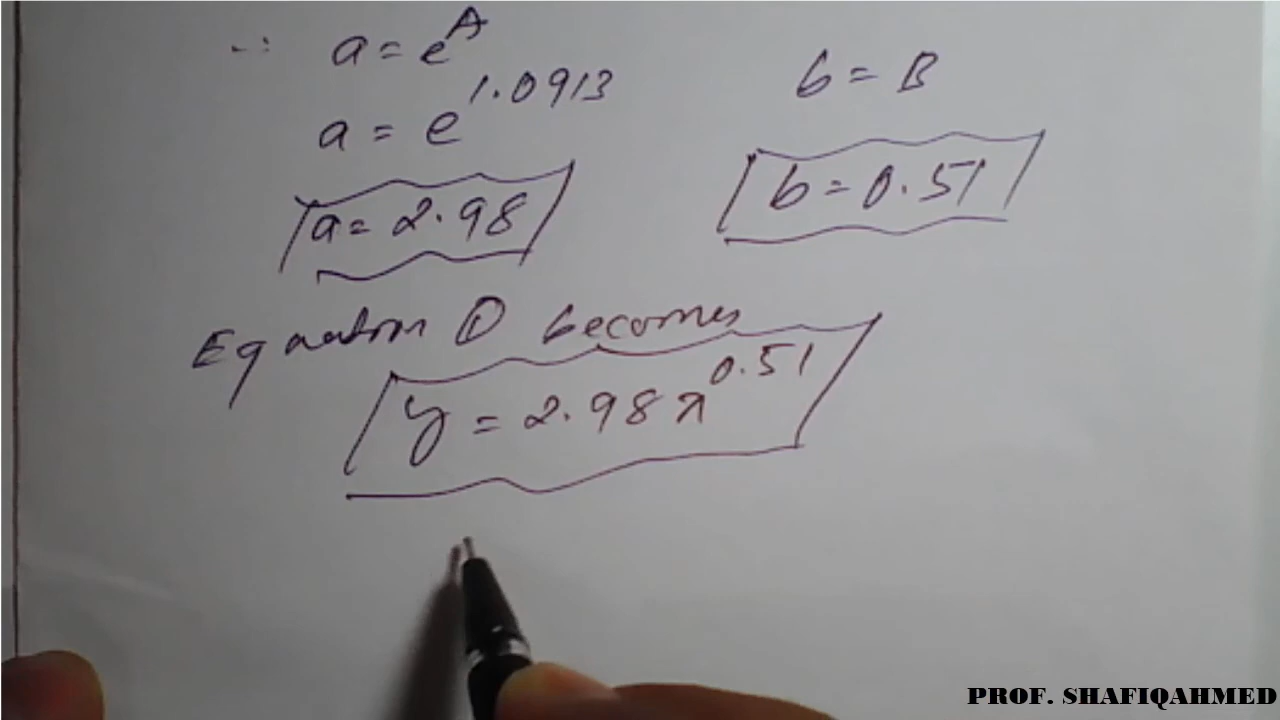 ∴ a = e^A
a = e^1.0913
a = 2.98
b = B
b = 0.51
Equation ① becomes
y = 2.98 x^0.51
PROF. SHAFIQAHMED